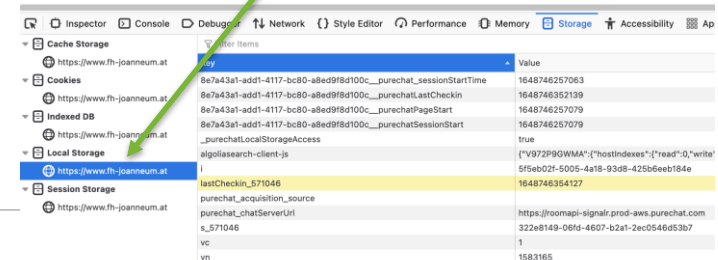 Inspector Console Debugger Network Style Editor Performance Memory Storage Accessibility Ap
Cache Storage
https://www.fh-joanneum.at
Cookies
https://www.fh-joanneum.at
Indexed DB
https://www.fh-joanneum.at
Local Storage
https://www.fh-joanneum.at
Session Storage
https://www.fh-joanneum.at
Filter Items
Key Value
8e7a43a1-add1-4117-bc80-a8ed9f8d100c__purechat_sessionStartTime 1648746257063
8e7a43a1-add1-4117-bc80-a8ed9f8d100c__purechatLastCheckin 1648746352139
8e7a43a1-add1-4117-bc80-a8ed9f8d100c__purechatPageStart 1648746257079
8e7a43a1-add1-4117-bc80-a8ed9f8d100c__purechatSessionStart 1648746257079
_purechatLocalStorageAccess true
algoliasearch-client-js {"V972P9GWMA":{"hostIndexes":{"read":0,"write"
i 5f5eb02f-5005-4a18-93d8-425b6eeb184e
lastCheckin_571046 1648746354127
purechat_acquisition_source
purechat_chatServerUrl https://roomapi-signalr.prod-aws.purechat.com
s_571046 322e8149-06fd-4607-b2a1-2ec0546d53b7
vc 1
vn 1583165